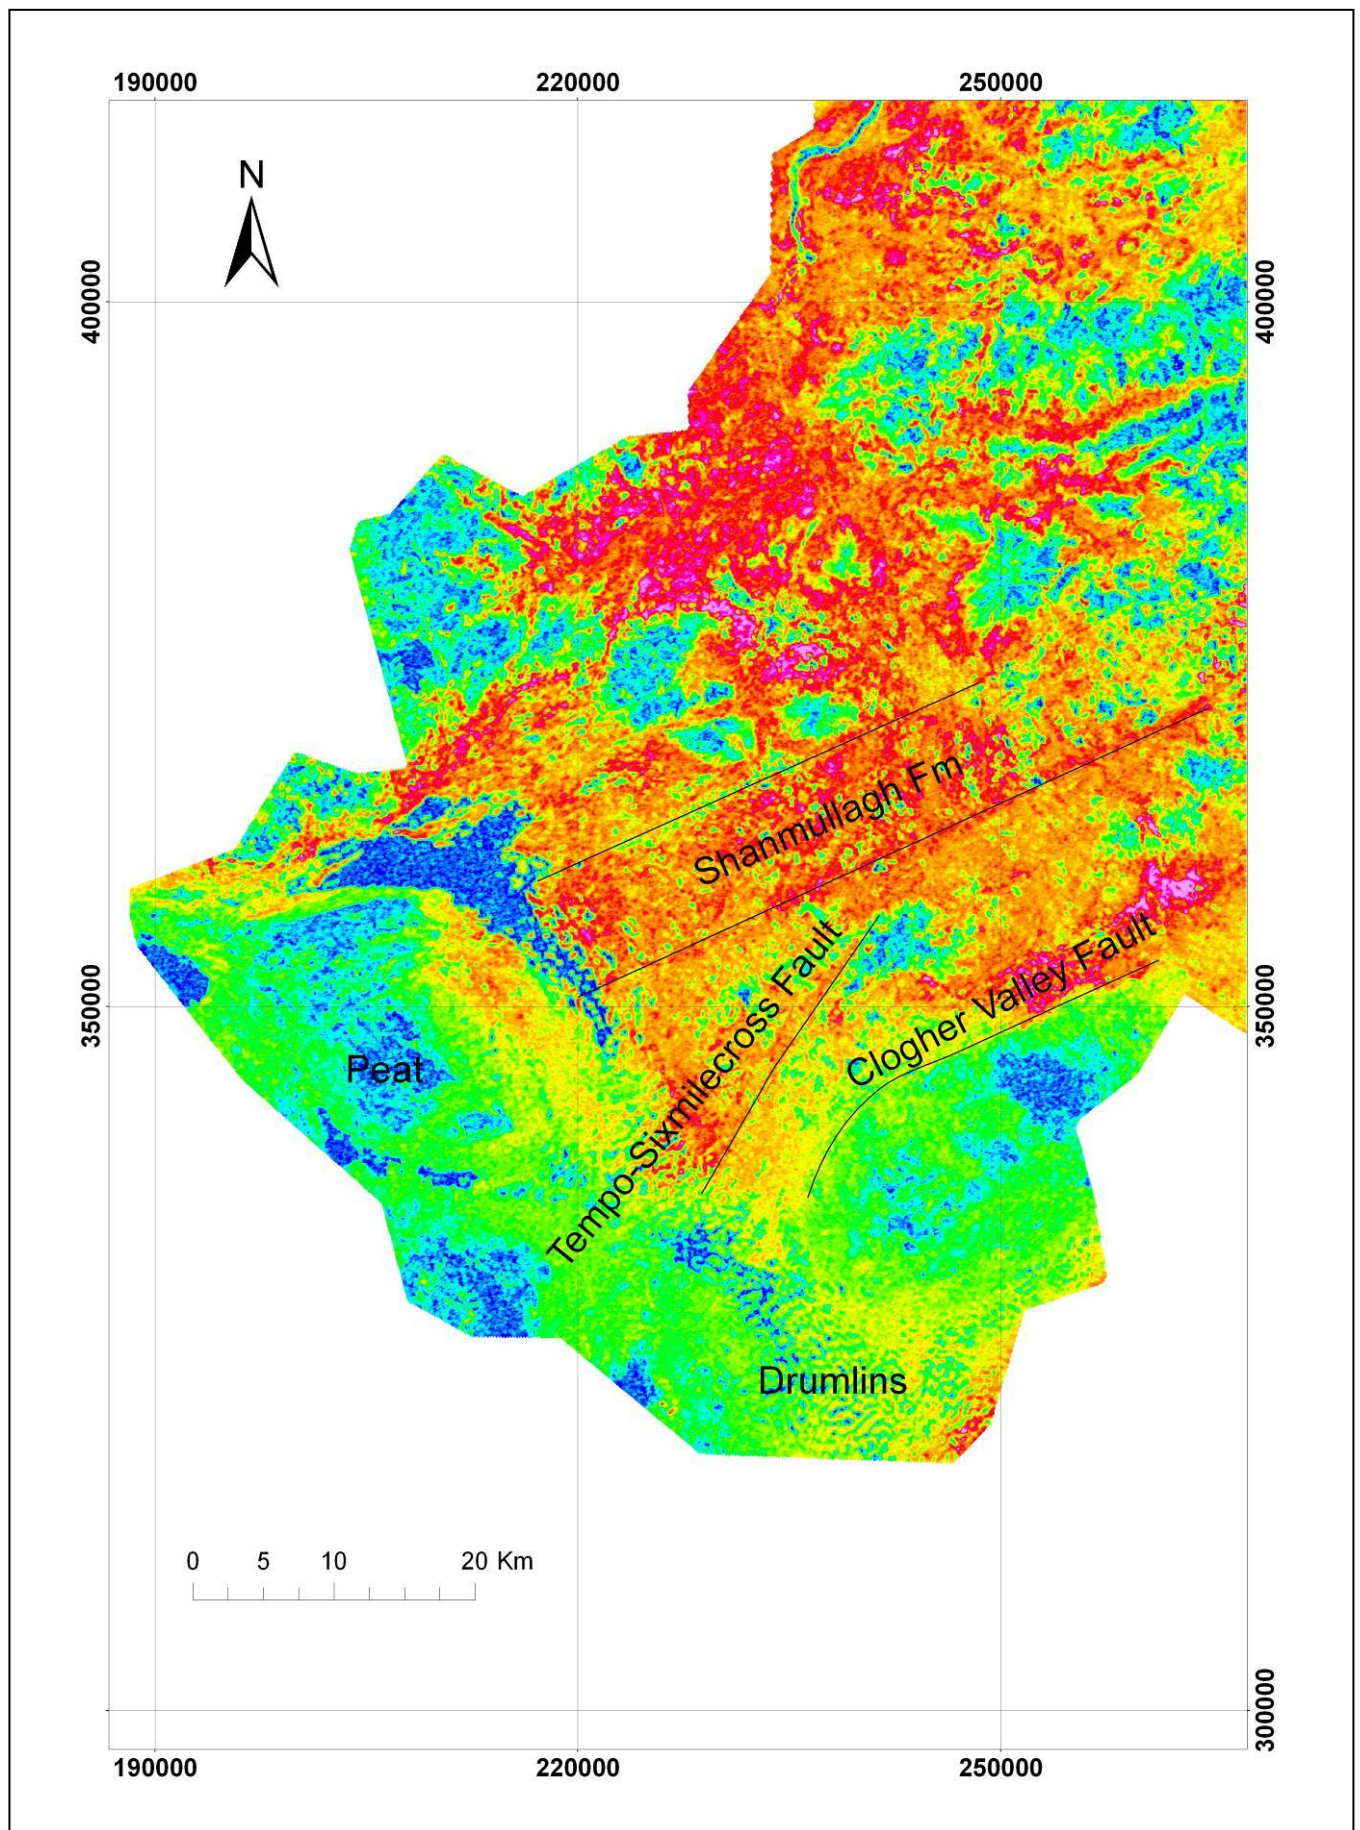 190000 220000 250000
N
400000 400000
Shanmullagh Fm
Tempo-Sixmilecross Fault
Clogher Valley Fault
350000 350000
Peat
Drumlins
0 5 10 20 Km
300000
190000 220000 250000